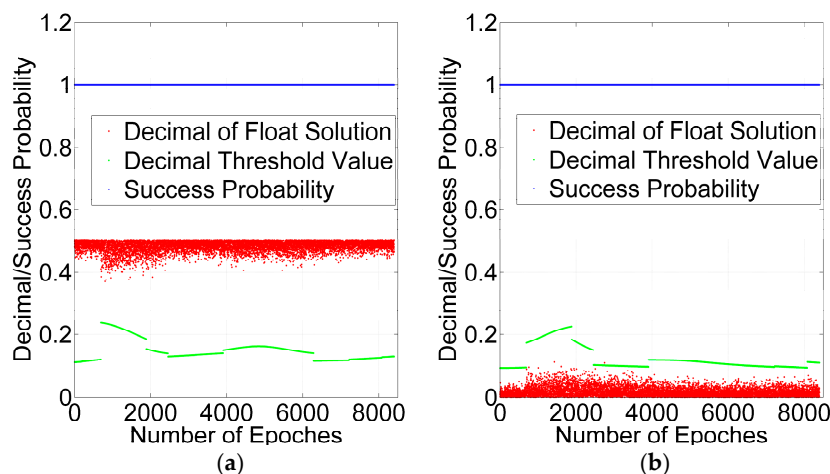 1.2
1
0.8
0.6
0.4
0.2
0
Decimal/Success Probability
Decimal of Float Solution
Decimal Threshold Value
Success Probability
0 2000 4000 6000 8000
Number of Epoches
(a)
1.2
1
0.8
0.6
0.4
0.2
0
Decimal/Success Probability
Decimal of Float Solution
Decimal Threshold Value
Success Probability
0 2000 4000 6000 8000
Number of Epoches
(b)